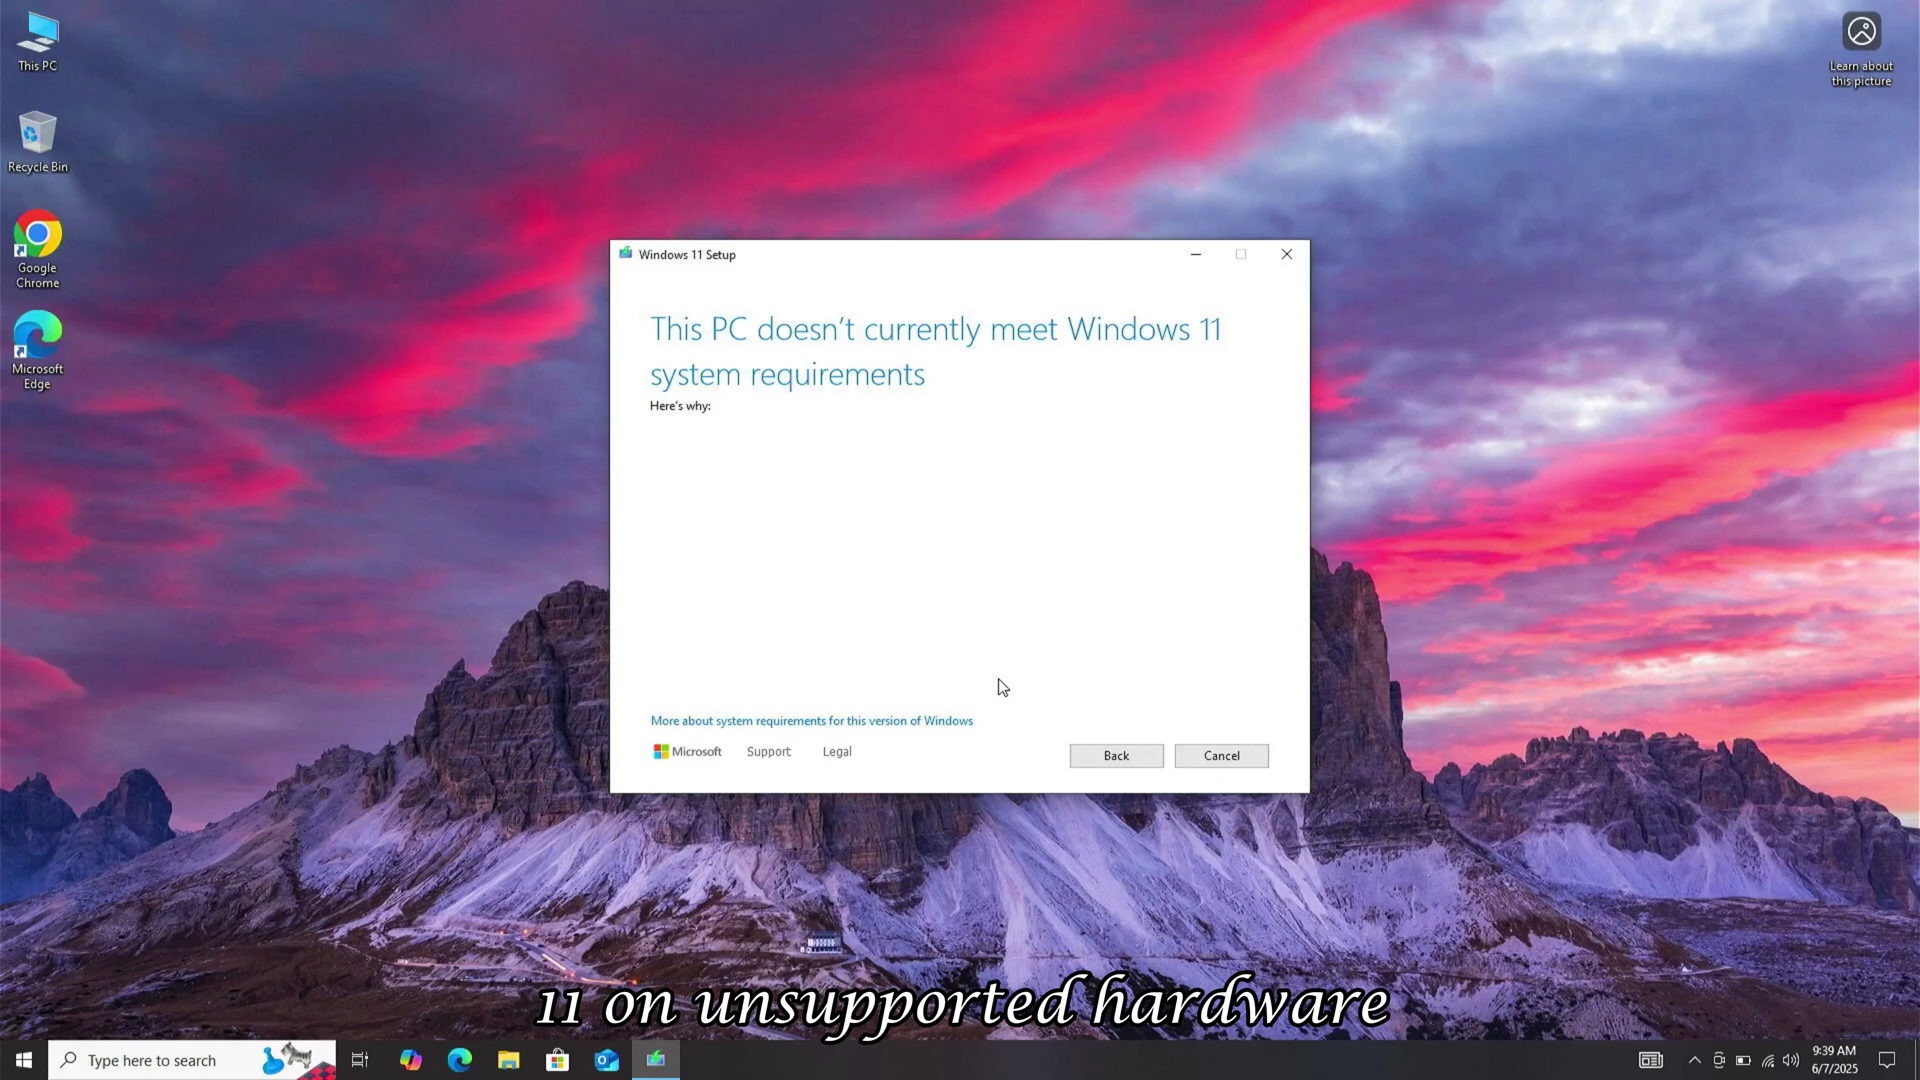 This PC
Recycle Bin
Google
Chrome
Microsoft
Edge
Learn about
this picture
Windows 11 Setup
This PC doesn't currently meet Windows 11
system requirements
Here's why:
More about system requirements for this version of Windows
Microsoft Support Legal
Back Cancel
11 on unsupported hardware
Type here to search
9:39 AM
6/7/2025